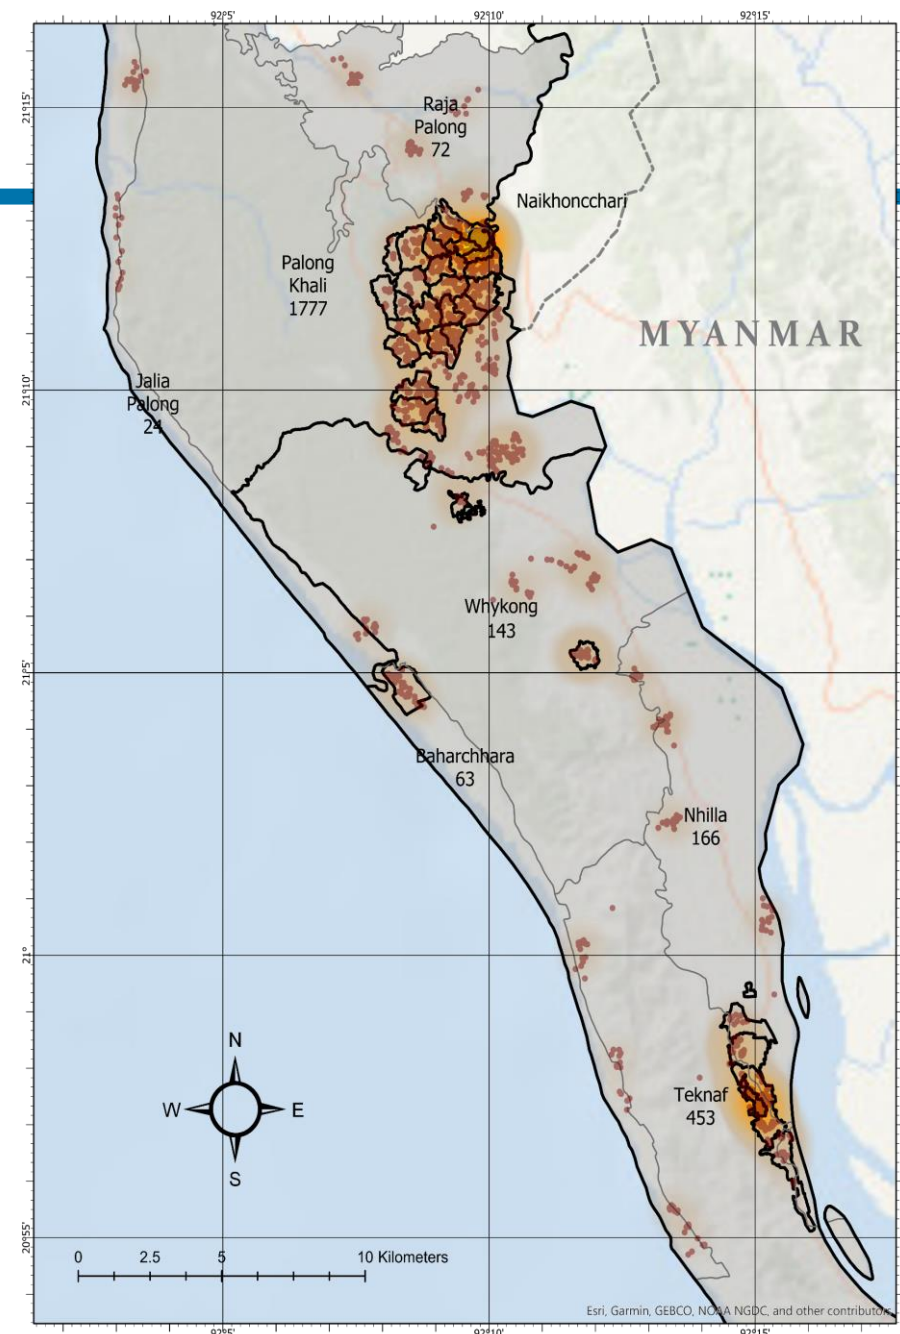 92°5'
92°10'
92°15'
21°15'
Raja
Palong
72
Naikhoncchari
Palong
Khali
1777
MYANMAR
21°10'
Jalia
Palong
24
Whykong
143
21°5'
Baharchhara
63
Nhilla
166
21°
N
W
E
S
Teknaf
453
20°55'
0
2.5
5
10 Kilometers
Esri, Garmin, GEBCO, NOAA NGDC, and other contributors
92°5'
92°10'
92°15'